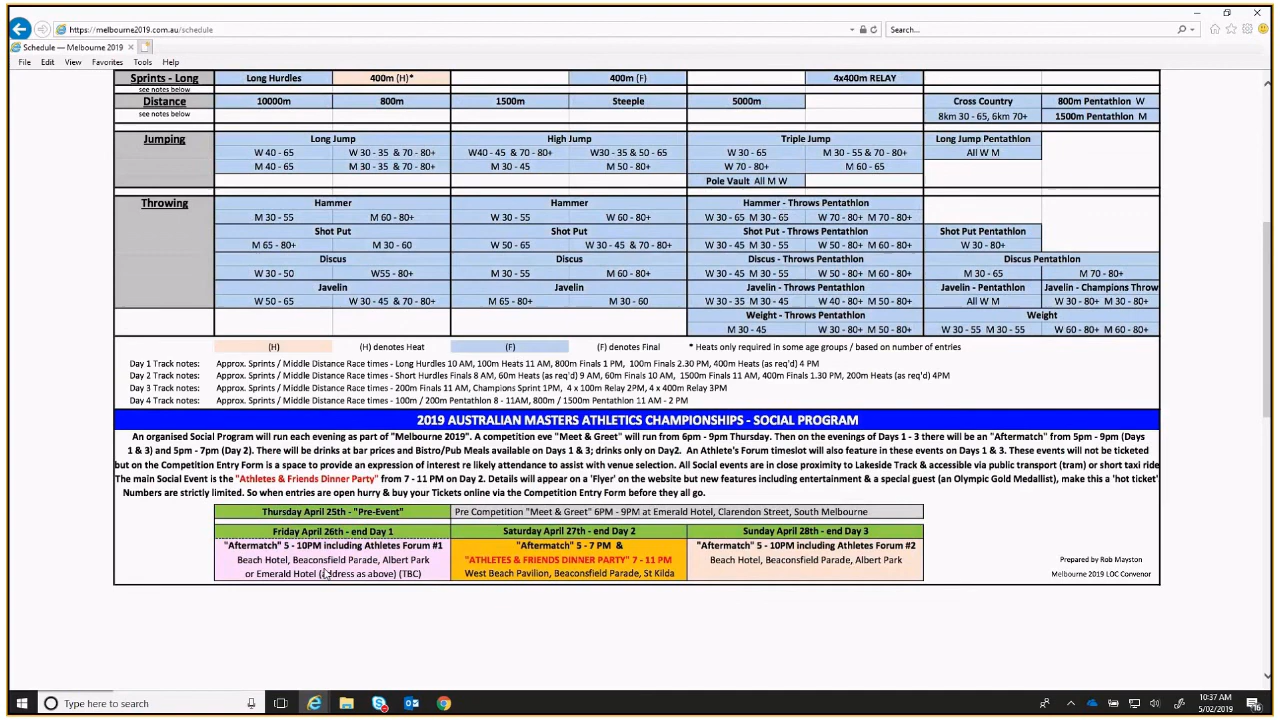 https://melbourne2019.com.au/schedule
Search...
Schedule — Melbourne 2019
File Edit View Favorites Tools Help
Sprints - Long Long Hurdles 400m (H)* 400m (F) 4x400m RELAY
see notes below
Distance 10000m 800m 1500m Steeple 5000m Cross Country 800m Pentathlon W
see notes below 8km 30 - 65, 6km 70+ 1500m Pentathlon M
Jumping Long Jump High Jump Triple Jump Long Jump Pentathlon
W 40 - 65 W 30 - 35 & 70 - 80+ W40 - 45 & 70 - 80+ W30 - 35 & 50 - 65 W 30 - 65 M 30 - 55 & 70 - 80+ All W M
M 40 - 65 M 30 - 35 & 70 - 80+ M 30 - 45 M 50 - 80+ W 70 - 80+ M 60 - 65
Pole Vault All M W
Throwing Hammer Hammer Hammer - Throws Pentathlon
M 30 - 55 M 60 - 80+ W 30 - 55 W 60 - 80+ W 30 - 65 M 30 - 65 W 70 - 80+ M 70 - 80+
Shot Put Shot Put Shot Put - Throws Pentathlon Shot Put Pentathlon
M 65 - 80+ M 30 - 60 W 50 - 65 W 30 - 45 & 70 - 80+ W 30 - 45 M 30 - 55 W 50 - 80+ M 60 - 80+ W 30 - 80+
Discus Discus Discus - Throws Pentathlon Discus Pentathlon
W 30 - 50 W55 - 80+ M 30 - 55 M 60 - 80+ W 30 - 45 M 30 - 55 W 50 - 80+ M 60 - 80+ M 30 - 65 M 70 - 80+
Javelin Javelin Javelin - Throws Pentathlon Javelin - Pentathlon Javelin - Champions Throw
W 50 - 65 W 30 - 45 & 70 - 80+ M 65 - 80+ M 30 - 60 W 30 - 35 M 30 - 45 W 40 - 80+ M 50 - 80+ All W M W 30 - 80+ M 30 - 80+
Weight - Throws Pentathlon Weight
M 30 - 45 W 30 - 80+ M 50 - 80+ W 30 - 55 M 30 - 55 W 60 - 80+ M 60 - 80+
(H) (H) denotes Heat (F) (F) denotes Final * Heats only required in some age groups / based on number of entries
Day 1 Track notes: Approx. Sprints / Middle Distance Race times - Long Hurdles 10 AM, 100m Heats 11 AM, 800m Finals 1 PM, 100m Finals 2.30 PM, 400m Heats (as req'd) 4 PM
Day 2 Track notes: Approx. Sprints / Middle Distance Race times - Short Hurdles Finals 8 AM, 60m Heats (as req'd) 9 AM, 60m Finals 10 AM, 1500m Finals 11 AM, 400m Finals 1.30 PM, 200m Heats (as req'd) 4PM
Day 3 Track notes: Approx. Sprints / Middle Distance Race times - 200m Finals 11 AM, Champions Sprint 1PM, 4 x 100m Relay 2PM, 4 x 400m Relay 3PM
Day 4 Track notes: Approx. Sprints / Middle Distance Race times - 100m / 200m Pentathlon 8 - 11AM, 800m / 1500m Pentathlon 11 AM - 2 PM
2019 AUSTRALIAN MASTERS ATHLETICS CHAMPIONSHIPS - SOCIAL PROGRAM
An organised Social Program will run each evening as part of "Melbourne 2019". A competition eve "Meet & Greet" will run from 6pm - 9pm Thursday. Then on the evenings of Days 1 - 3 there will be an "Aftermatch" from 5pm - 9pm (Days
1 & 3) and 5pm - 7pm (Day 2). There will be drinks at bar prices and Bistro/Pub Meals available on Days 1 & 3; drinks only on Day2. An Athlete's Forum timeslot will also feature in these events on Days 1 & 3. These events will not be ticketed
but on the Competition Entry Form is a space to provide an expression of interest re likely attendance to assist with venue selection. All Social events are in close proximity to Lakeside Track & accessible via public transport (tram) or short taxi ride
The main Social Event is the "Athletes & Friends Dinner Party" from 7 - 11 PM on Day 2. Details will appear on a 'Flyer' on the website but new features including entertainment & a special guest (an Olympic Gold Medallist), make this a 'hot ticket'
Numbers are strictly limited. So when entries are open hurry & buy your Tickets online via the Competition Entry Form before they all go.
Thursday April 25th - "Pre-Event" Pre Competition "Meet & Greet" 6PM - 9PM at Emerald Hotel, Clarendon Street, South Melbourne
Friday April 26th - end Day 1 Saturday April 27th - end Day 2 Sunday April 28th - end Day 3
"Aftermatch" 5 - 10PM including Athletes Forum #1 "Aftermatch" 5 - 7 PM & "Aftermatch" 5 - 10PM including Athletes Forum #2
Beach Hotel, Beaconsfield Parade, Albert Park "ATHLETES & FRIENDS DINNER PARTY" 7 - 11 PM Beach Hotel, Beaconsfield Parade, Albert Park Prepared by Rob Mayston
or Emerald Hotel (address as above) (TBC) West Beach Pavilion, Beaconsfield Parade, St Kilda Melbourne 2019 LOC Convenor
Type here to search
10:37 AM
5/02/2019
16